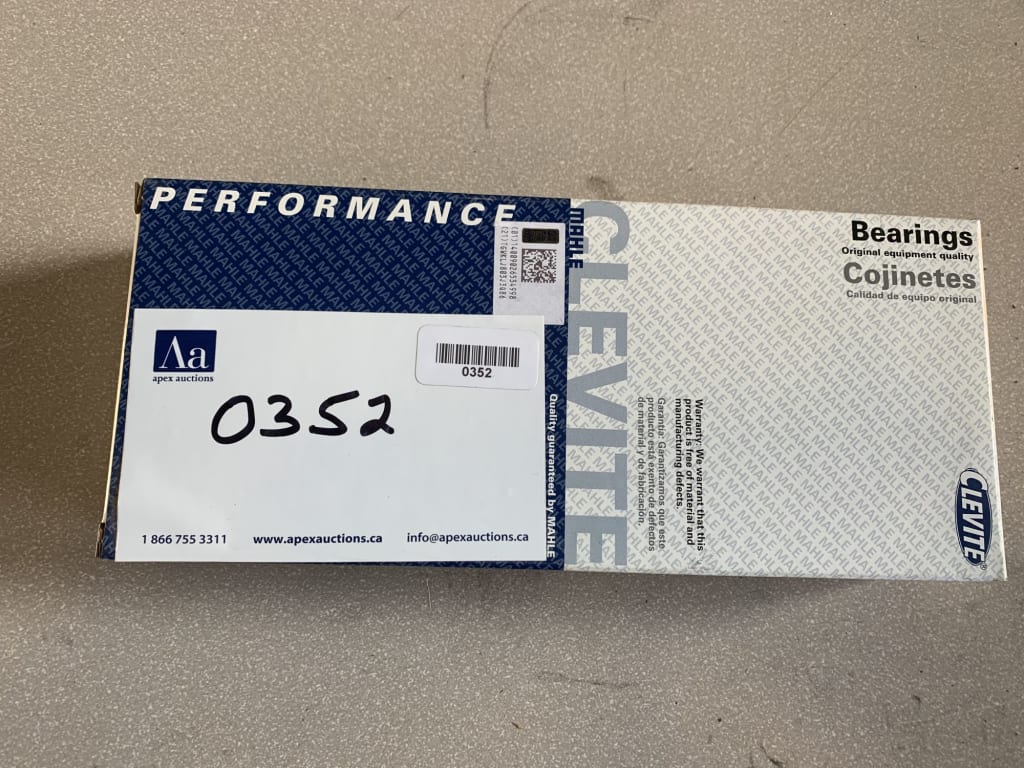 PERFORMANCE
MAHLE
CLEVITE
Bearings
Original equipment quality
Cojinetes
Calidad de equipo original
Aa
apex auctions
0352
0352
1 866 755 3311 www.apexauctions.ca info@apexauctions.ca
Quality guaranteed by MAHLE
Warranty: We warrant that this
product is free of material and
manufacturing defects.
Garantía: Garantizamos que este
producto está exento de defectos
de material y de fabricación.
CLEVITE®